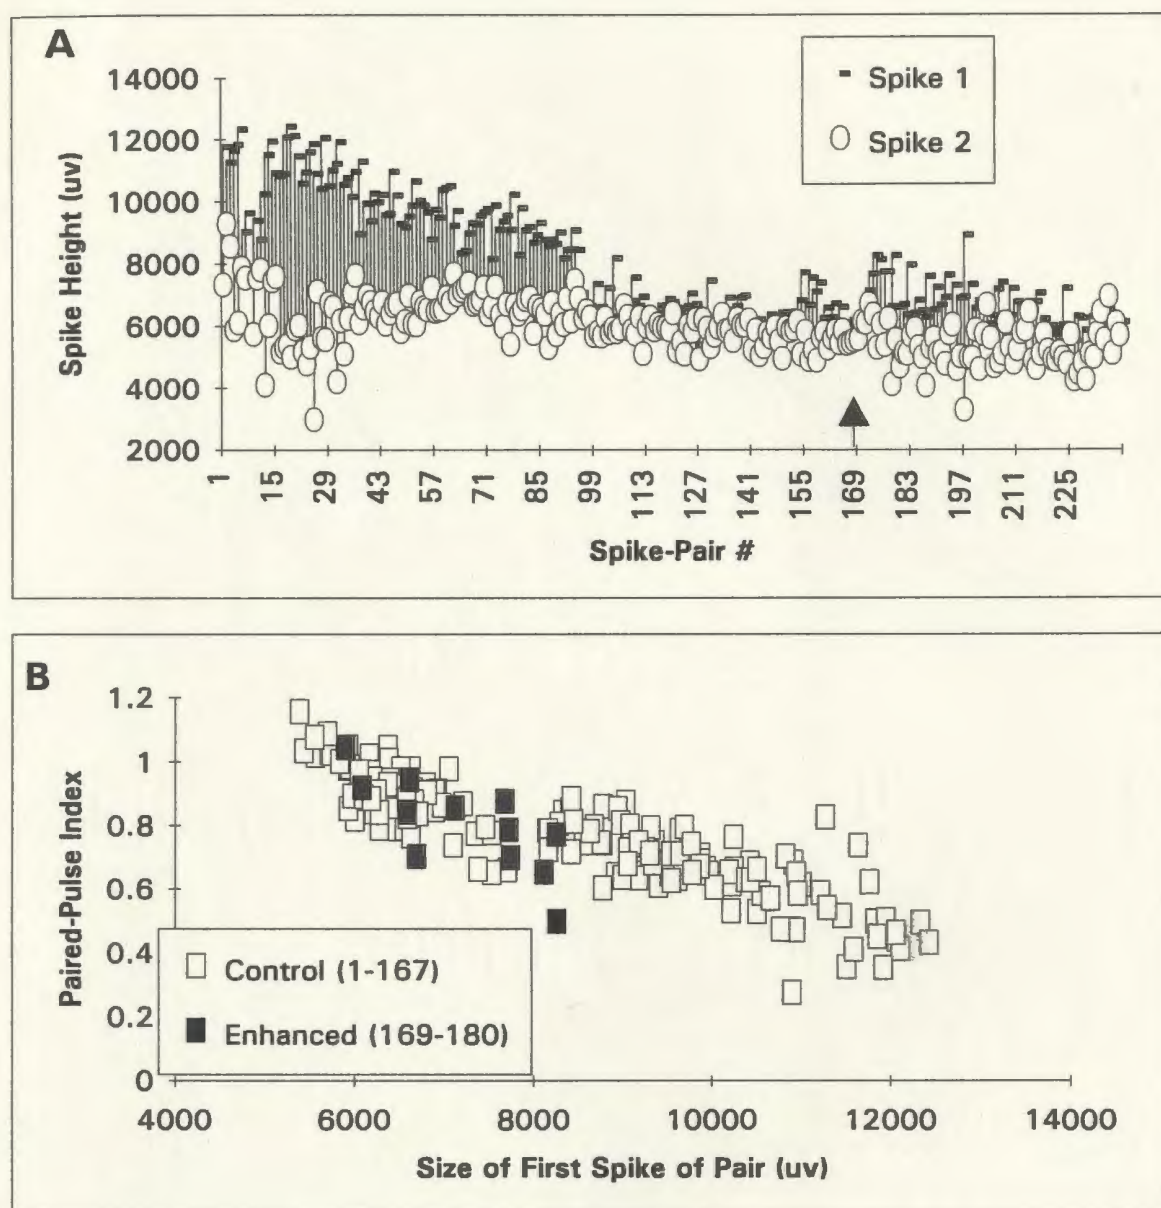 A
Spike 1
Spike 2
14000
12000
10000
8000
6000
4000
2000
Spike Height (uv)
1 15 29 43 57 71 85 99 113 127 141 155 169 183 197 211 225
Spike-Pair #
B
1.2
1
0.8
0.6
0.4
0.2
0
Paired-Pulse Index
Control (1-167)
Enhanced (169-180)
4000 6000 8000 10000 12000 14000
Size of First Spike of Pair (uv)